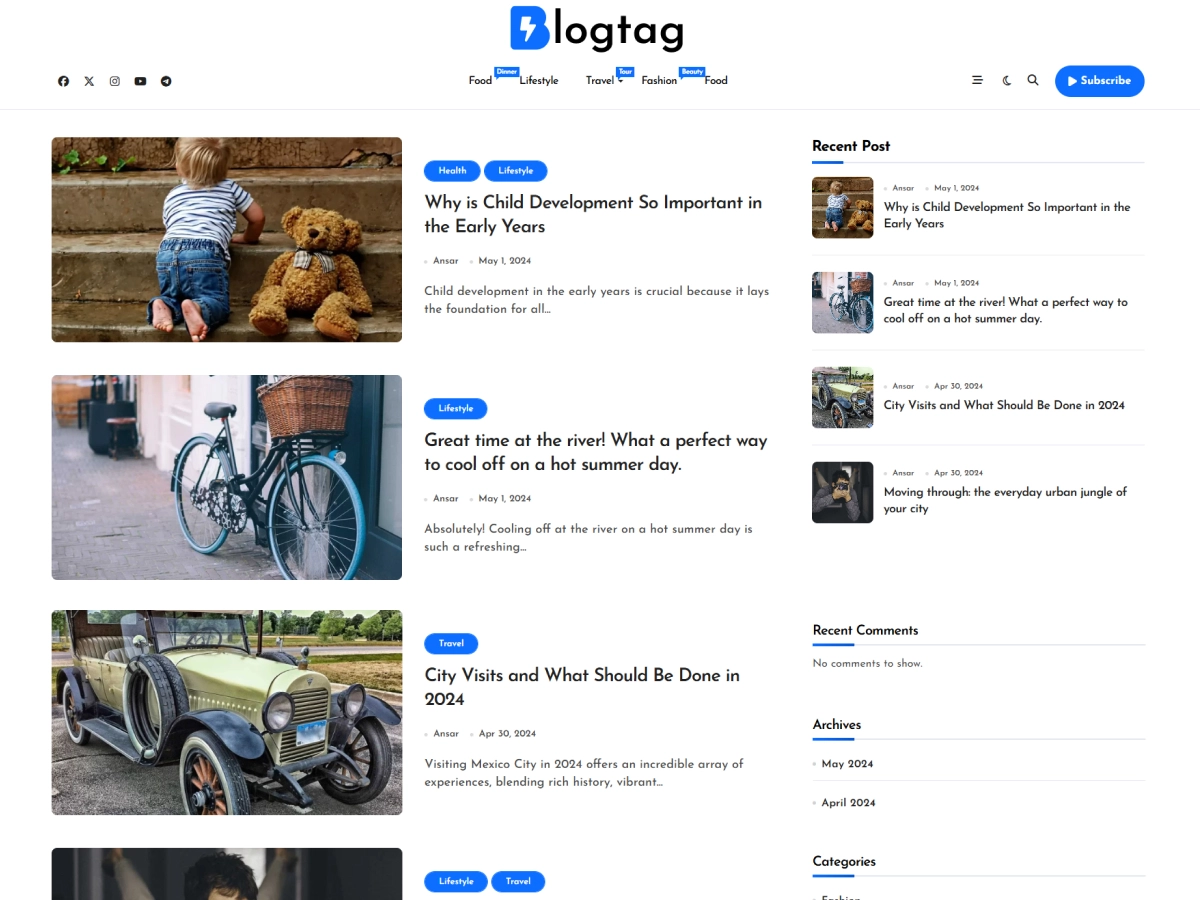 Blogtag
Dinner Tour Beauty
Food Lifestyle Travel Fashion Food
Subscribe
Health Lifestyle
Why is Child Development So Important in
the Early Years
Ansar May 1, 2024
Child development in the early years is crucial because it lays
the foundation for all...
Lifestyle
Great time at the river! What a perfect way
to cool off on a hot summer day.
Ansar May 1, 2024
Absolutely! Cooling off at the river on a hot summer day is
such a refreshing...
Travel
City Visits and What Should Be Done in
2024
Ansar Apr 30, 2024
Visiting Mexico City in 2024 offers an incredible array of
experiences, blending rich history, vibrant...
Lifestyle Travel
Recent Post
Ansar May 1, 2024
Why is Child Development So Important in the
Early Years
Ansar May 1, 2024
Great time at the river! What a perfect way to
cool off on a hot summer day.
Ansar Apr 30, 2024
City Visits and What Should Be Done in 2024
Ansar Apr 30, 2024
Moving through: the everyday urban jungle of
your city
Recent Comments
No comments to show.
Archives
May 2024
April 2024
Categories
Fashion